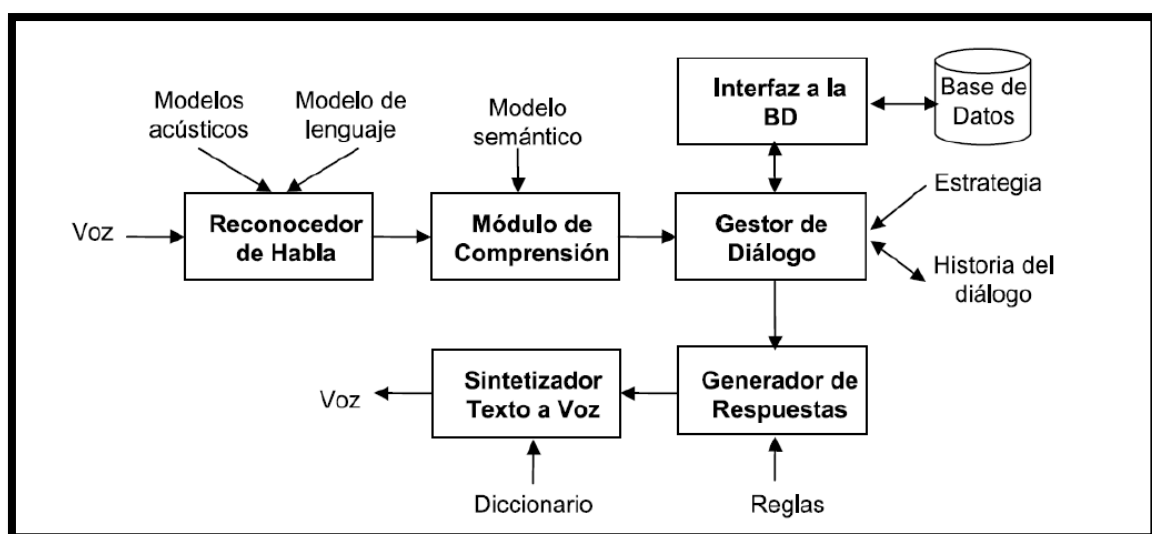 Modelos
acústicos
Modelo de
lenguaje
Modelo
semántico
Interfaz a la
BD
Base de
Datos
Voz
Reconocedor
de Habla
Módulo de
Comprensión
Gestor de
Diálogo
Estrategia
Historia del
diálogo
Voz
Sintetizador
Texto a Voz
Generador de
Respuestas
Diccionario
Reglas